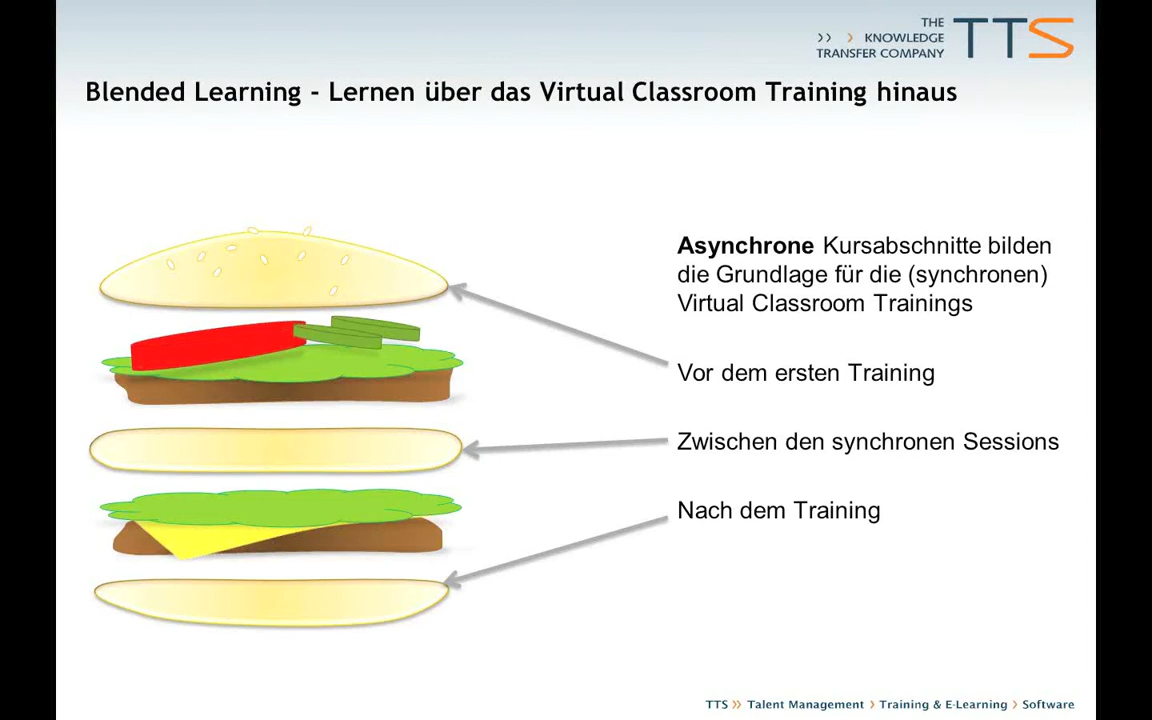 THE
>> > KNOWLEDGE
TRANSFER COMPANY
TTS
Blended Learning - Lernen über das Virtual Classroom Training hinaus
Asynchrone Kursabschnitte bilden
die Grundlage für die (synchronen)
Virtual Classroom Trainings
Vor dem ersten Training
Zwischen den synchronen Sessions
Nach dem Training
TTS >> Talent Management > Training & E-Learning > Software